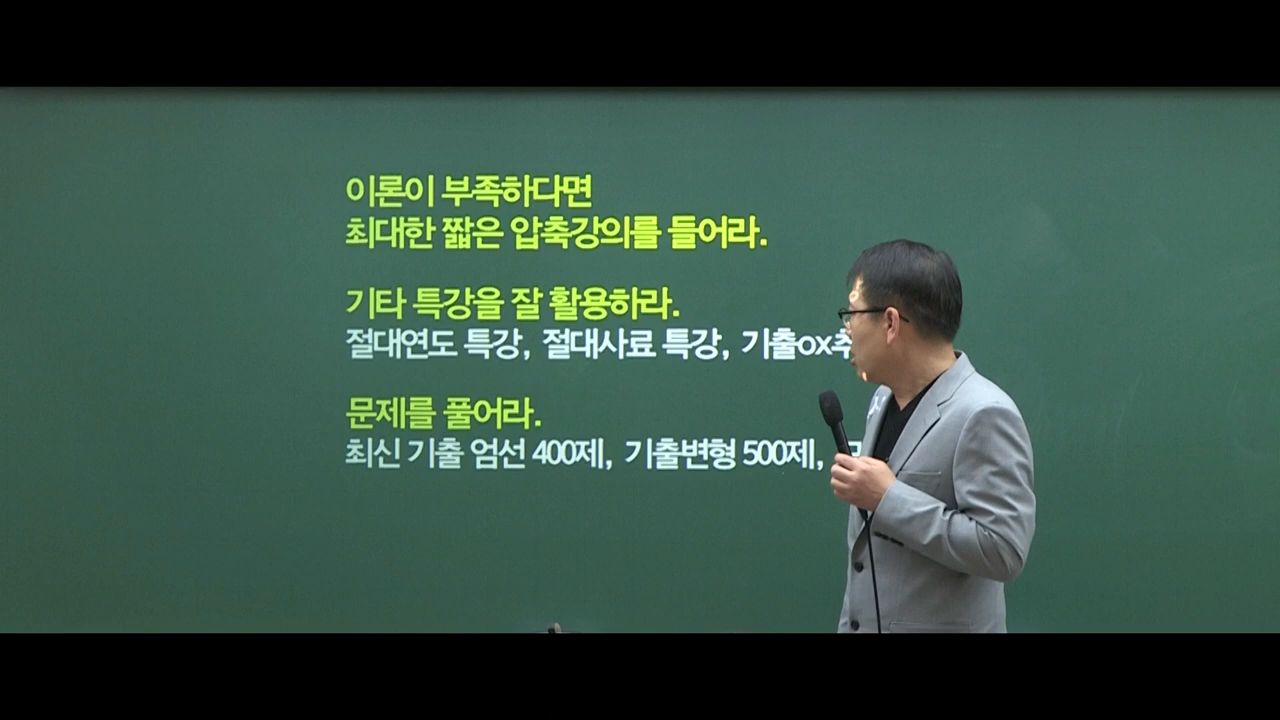 이론이 부족하다면
최대한 짧은 압축강의를 들어라.
기타 특강을 잘 활용하라.
절대연도 특강, 절대사료 특강, 기출ox
문제를 풀어라.
최신 기출 엄선 400제, 기출변형 500제,